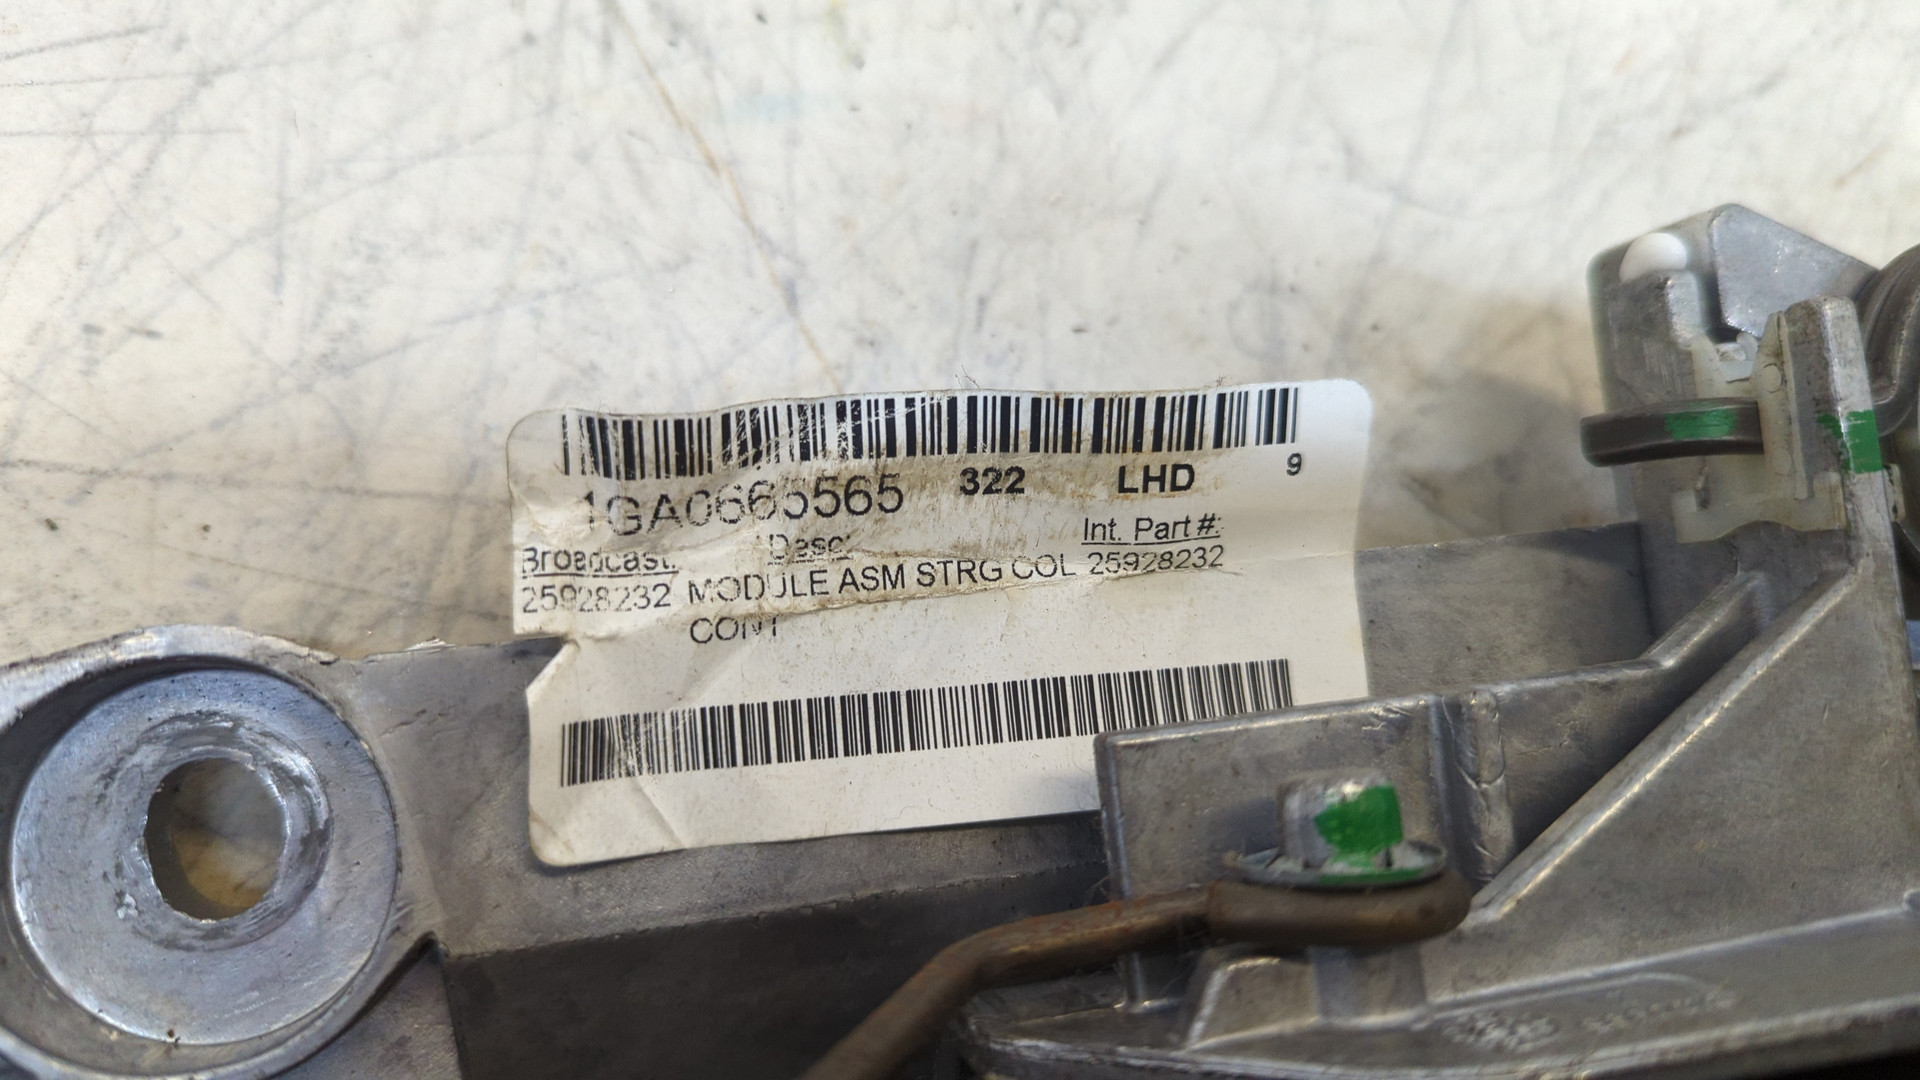 1GA0665565 322 LHD 9
Broadcast: Desc: Int. Part #:
25928232 MODULE ASM STRG COL 25928232
CONT